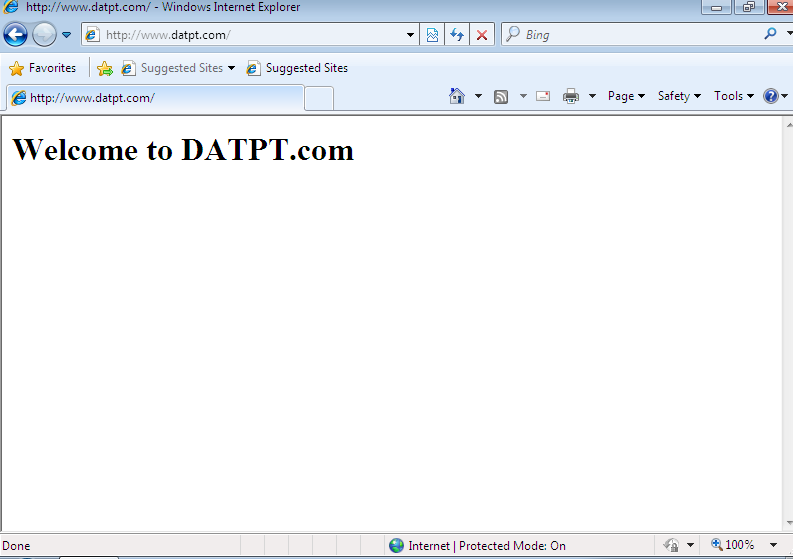 http://www.datpt.com/ - Windows Internet Explorer
http://www.datpt.com/
Bing
Favorites
Suggested Sites
Suggested Sites
http://www.datpt.com/
Page
Safety
Tools
Welcome to DATPT.com
Done
Internet | Protected Mode: On
100%